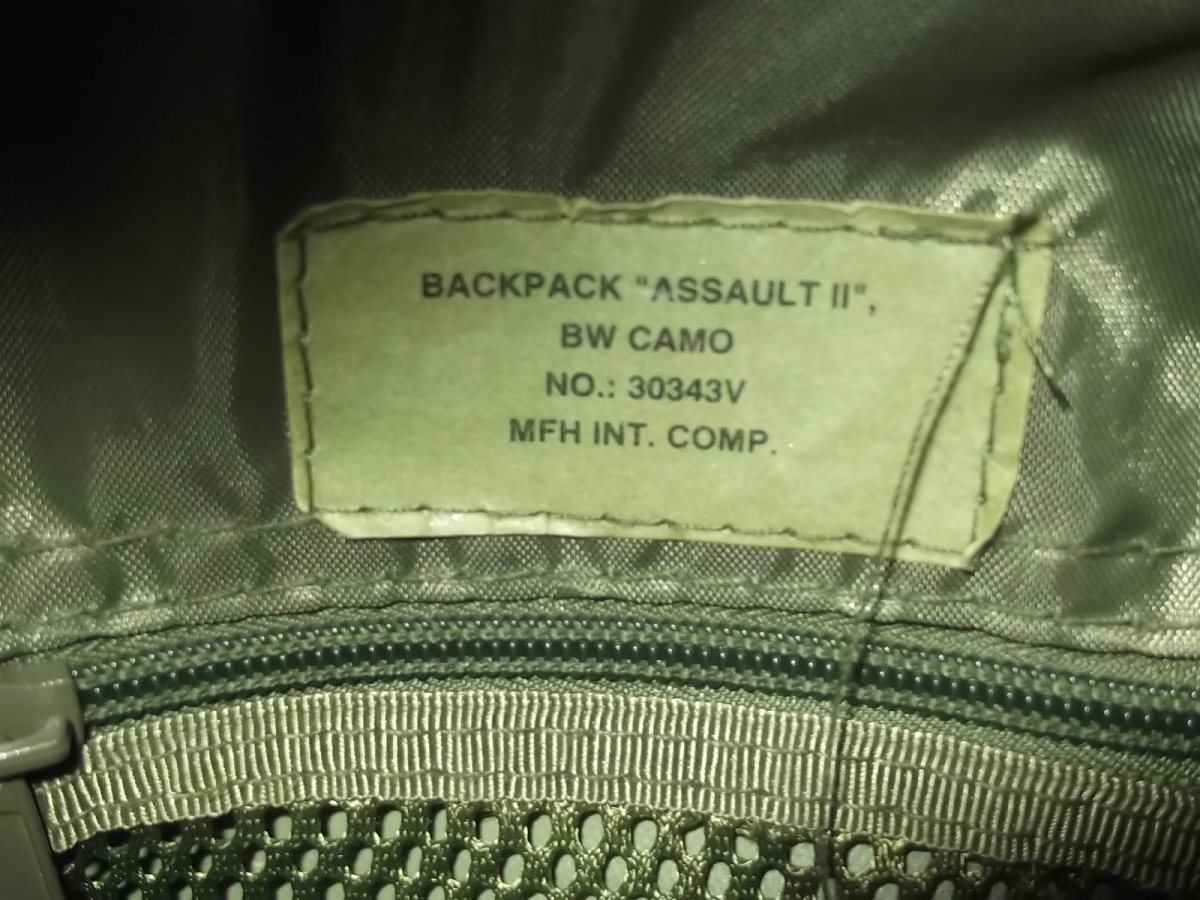 BACKPACK "ASSAULT II",
BW CAMO
NO.: 30343V
MFH INT. COMP.